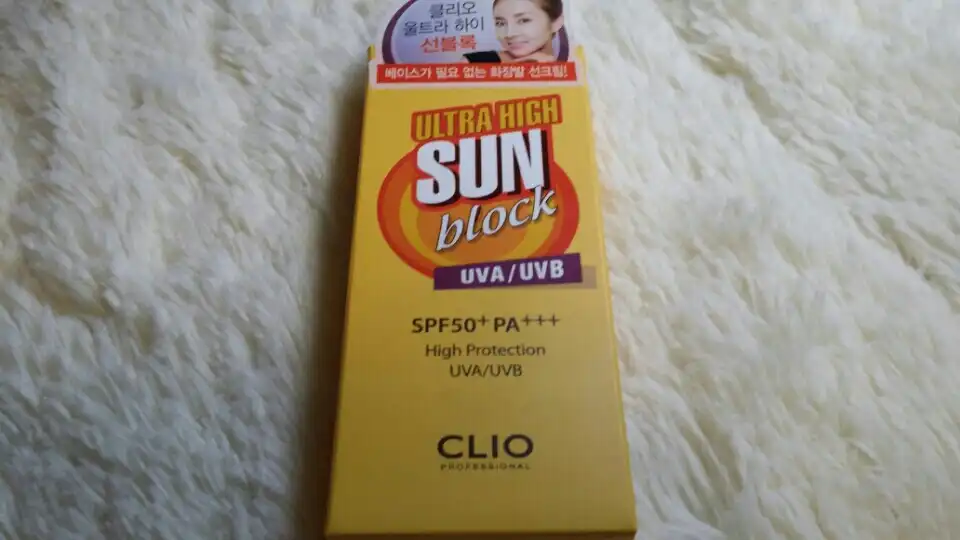 클리오
울트라 하이
선블록
베이스가 필요 없는 화장발 선크림!
ULTRA HIGH
SUN
block
UVA/UVB
SPF50+ PA+++
High Protection
UVA/UVB
CLIO
PROFESSIONAL